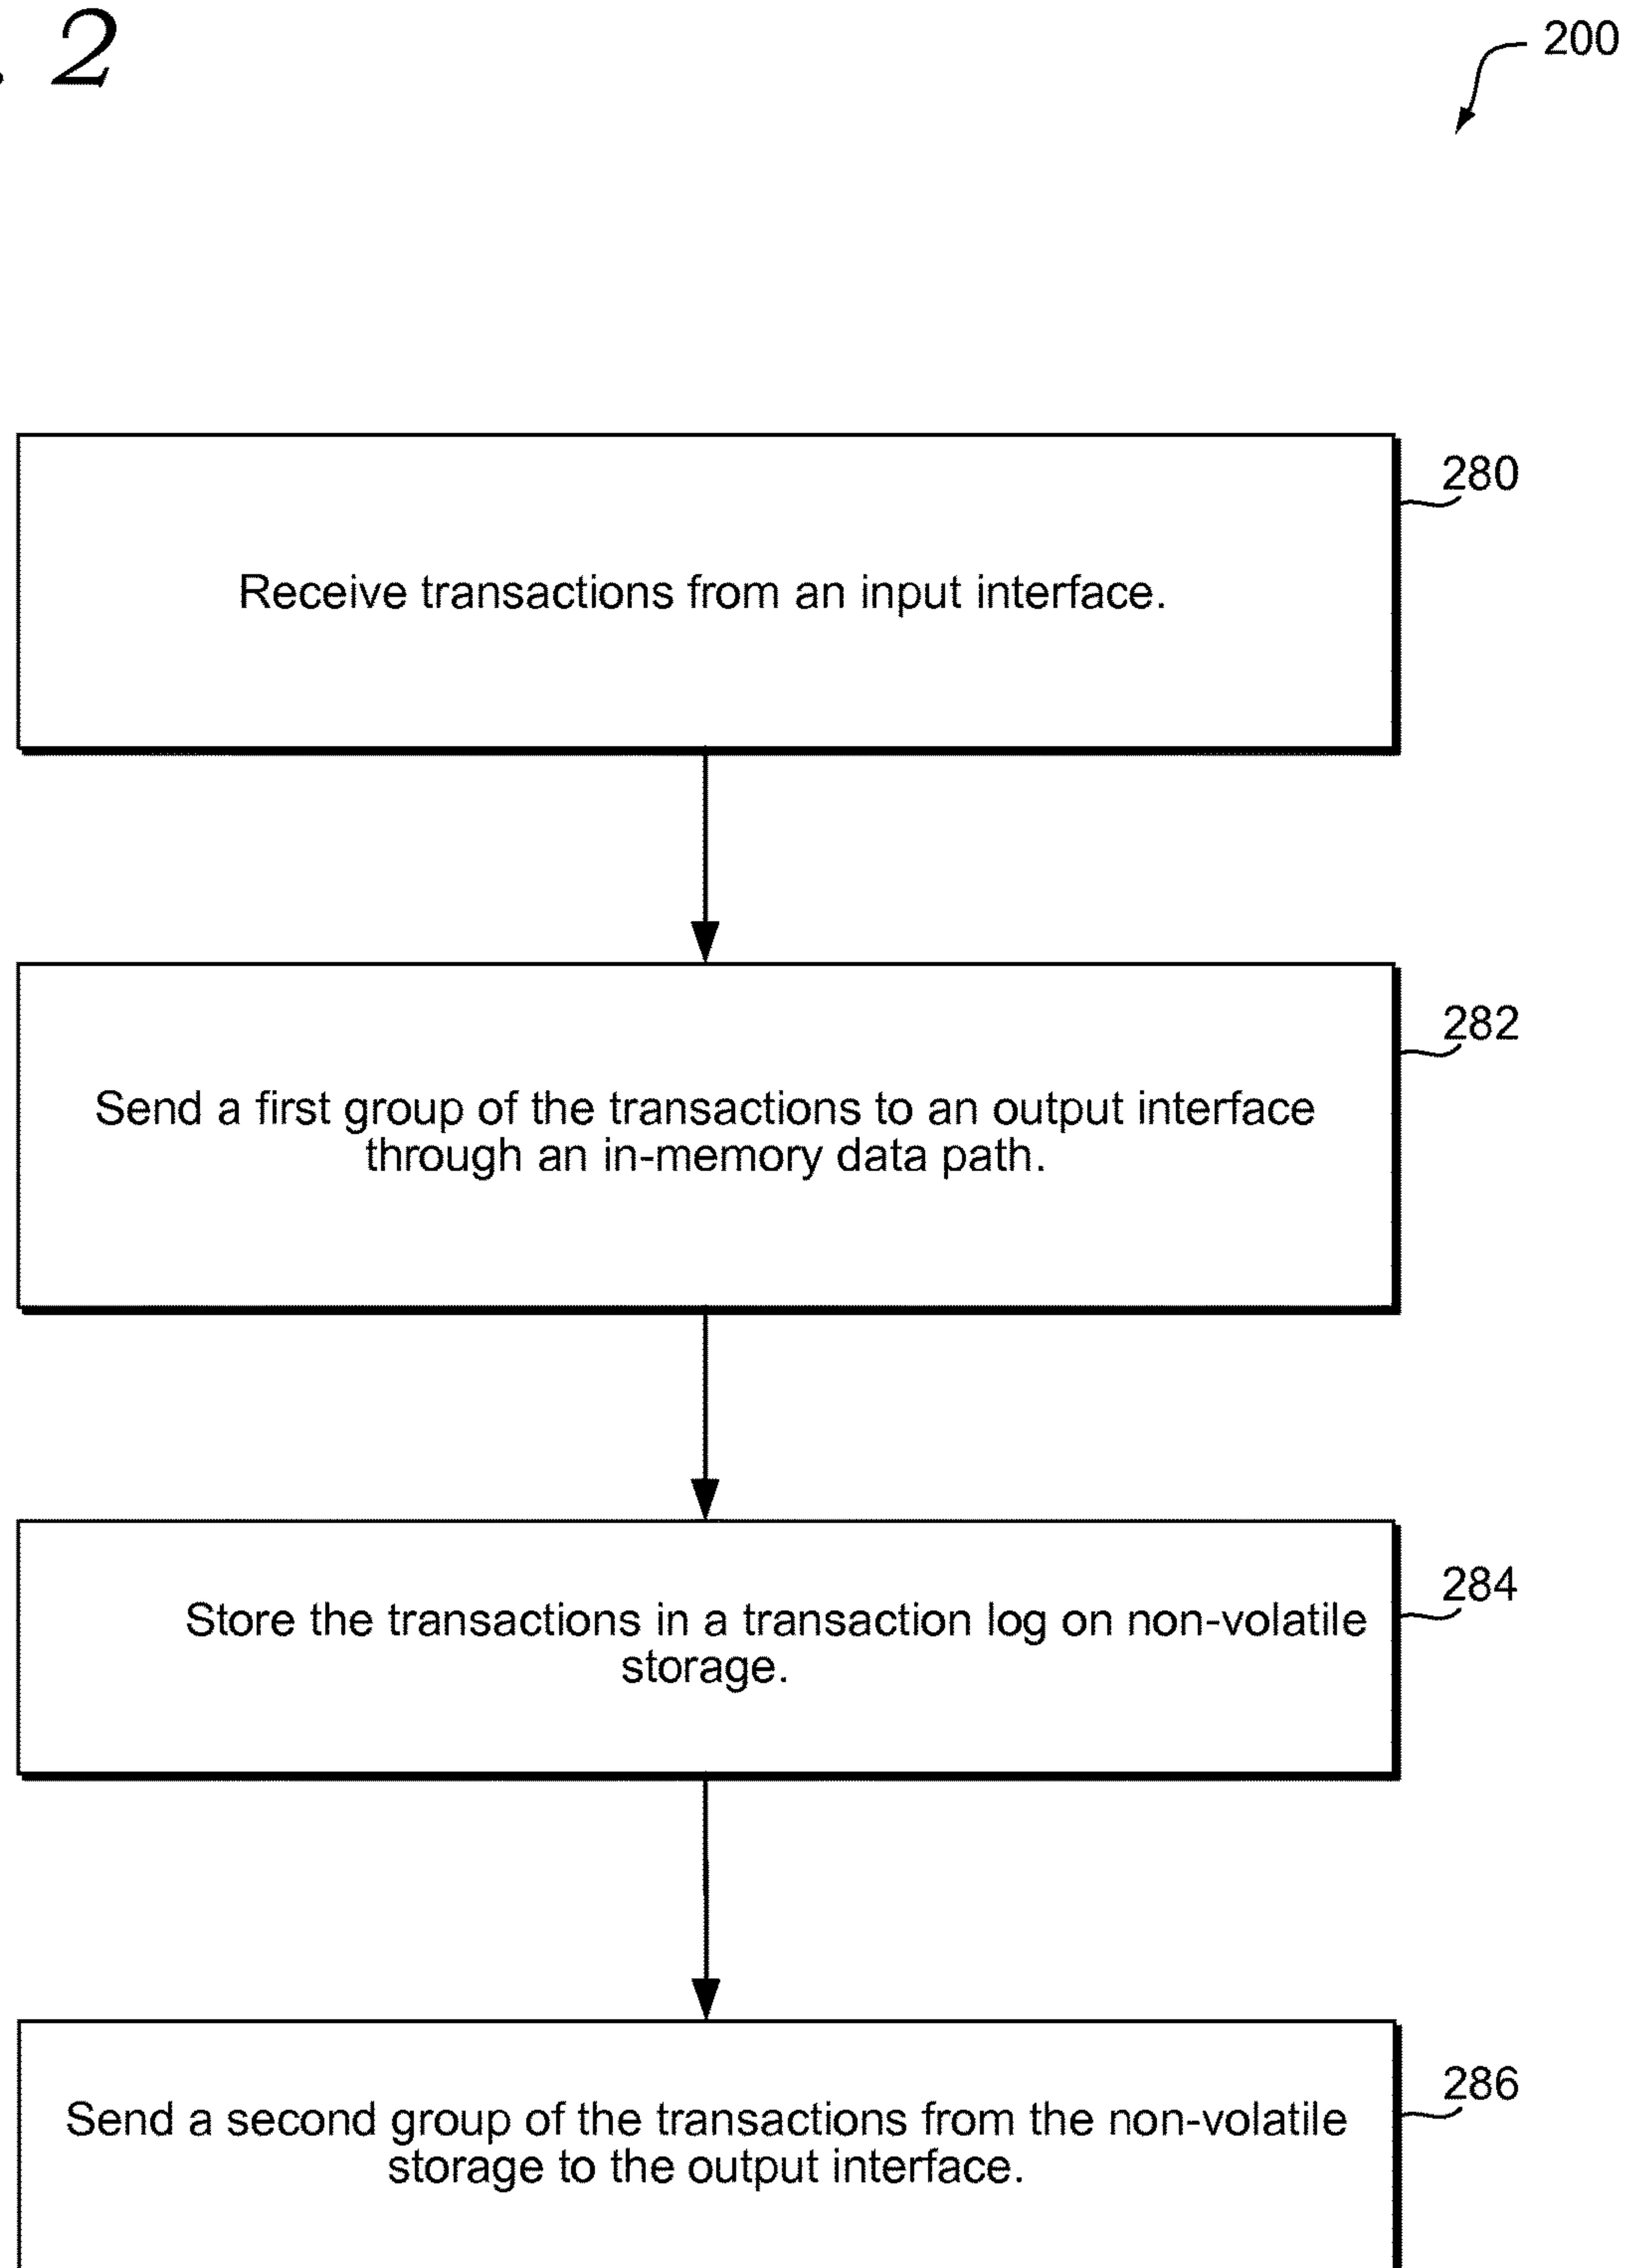 . 2
200
280
Receive transactions from an input interface.
282
Send a first group of the transactions to an output interface
through an in-memory data path.
284
Store the transactions in a transaction log on non-volatile
storage.
286
Send a second group of the transactions from the non-volatile
storage to the output interface.